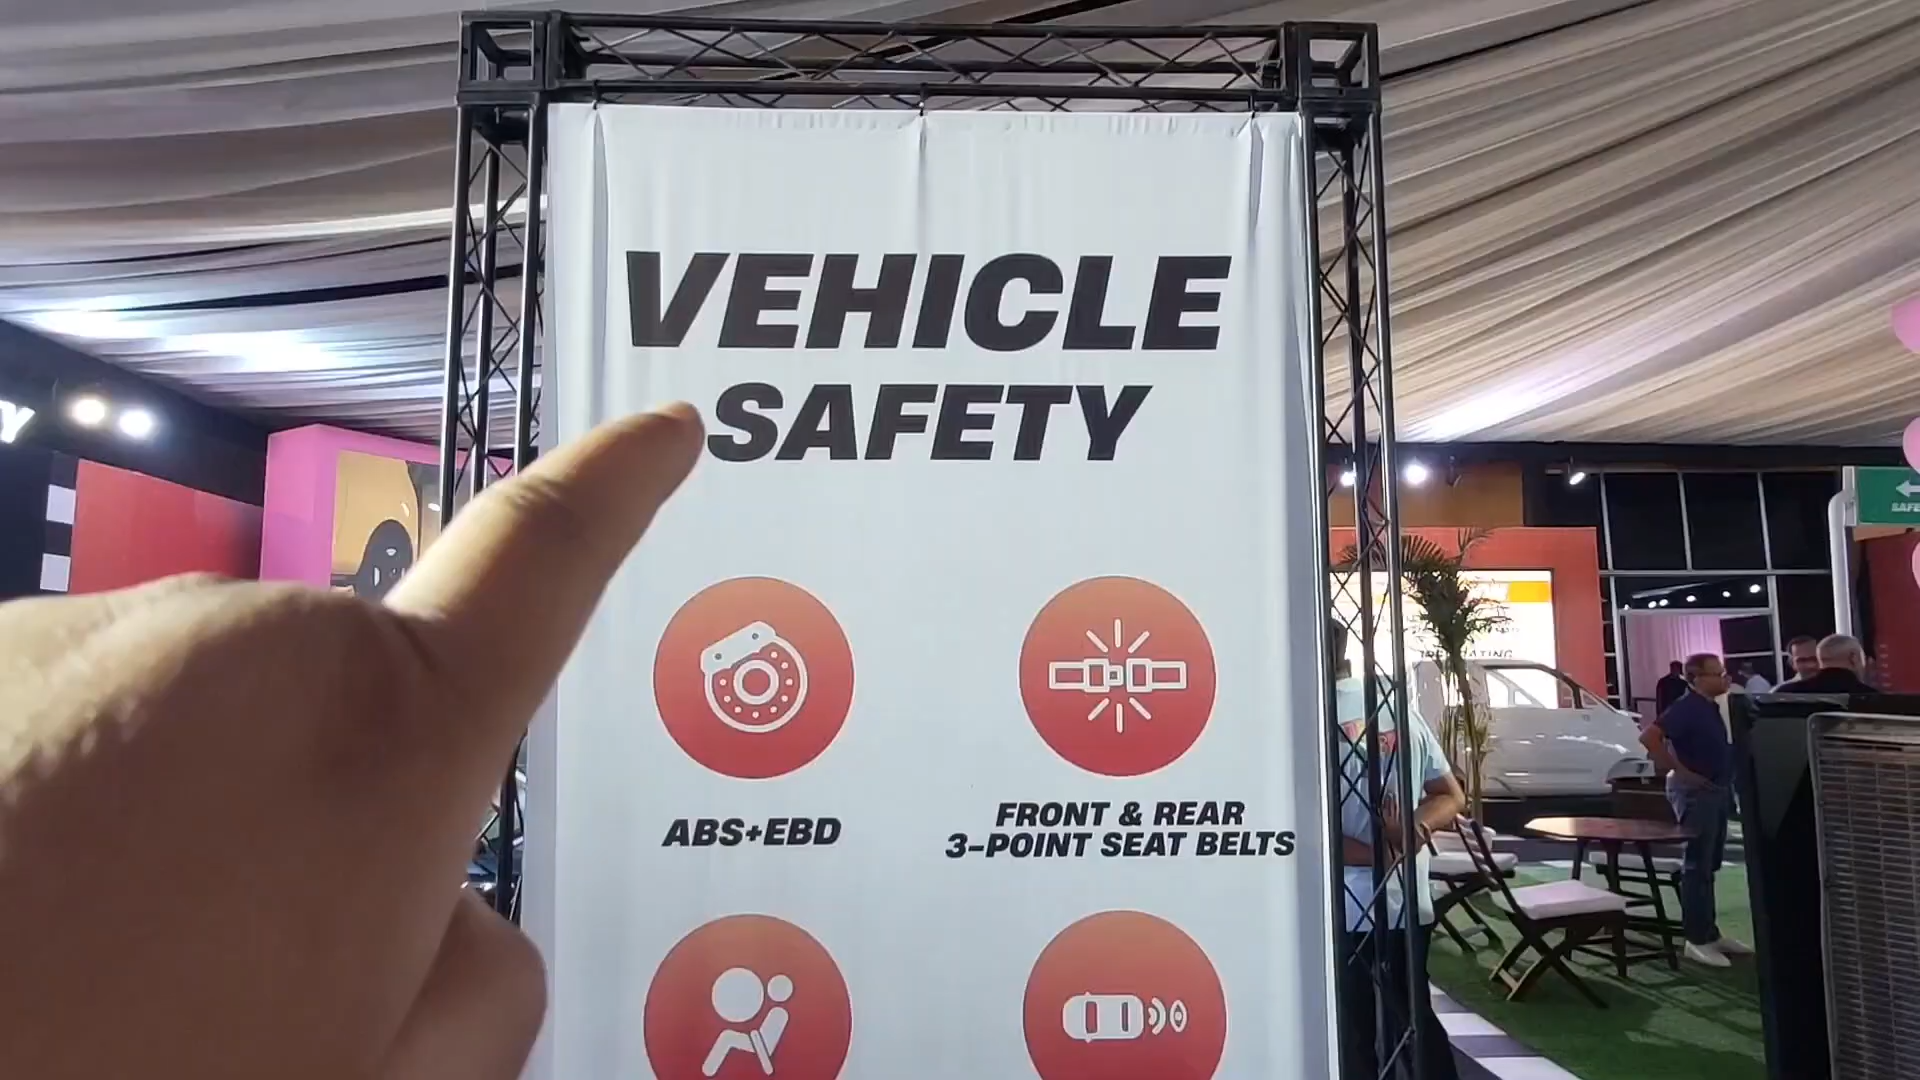 VEHICLE
SAFETY
ABS+EBD
FRONT & REAR
3-POINT SEAT BELTS